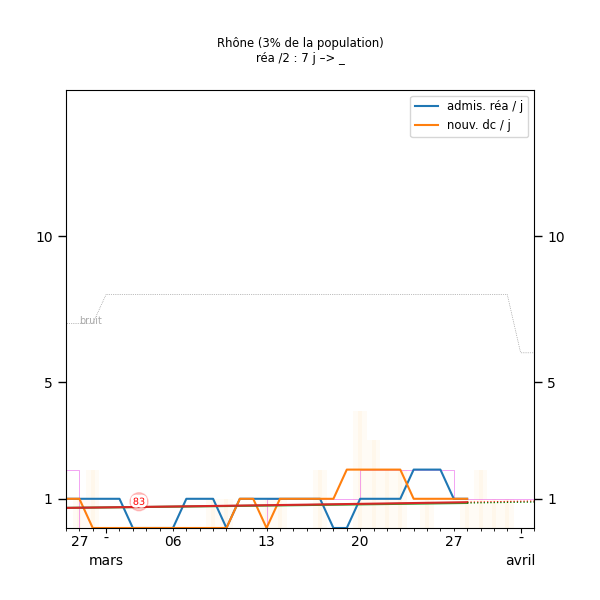 Rhône (3% de la population)
réa /2 : 7 j –> _
admis. réa / j
nouv. dc / j
10
10
bruit
5
5
83
1
1
27
-
06
13
20
27
-
mars
avril